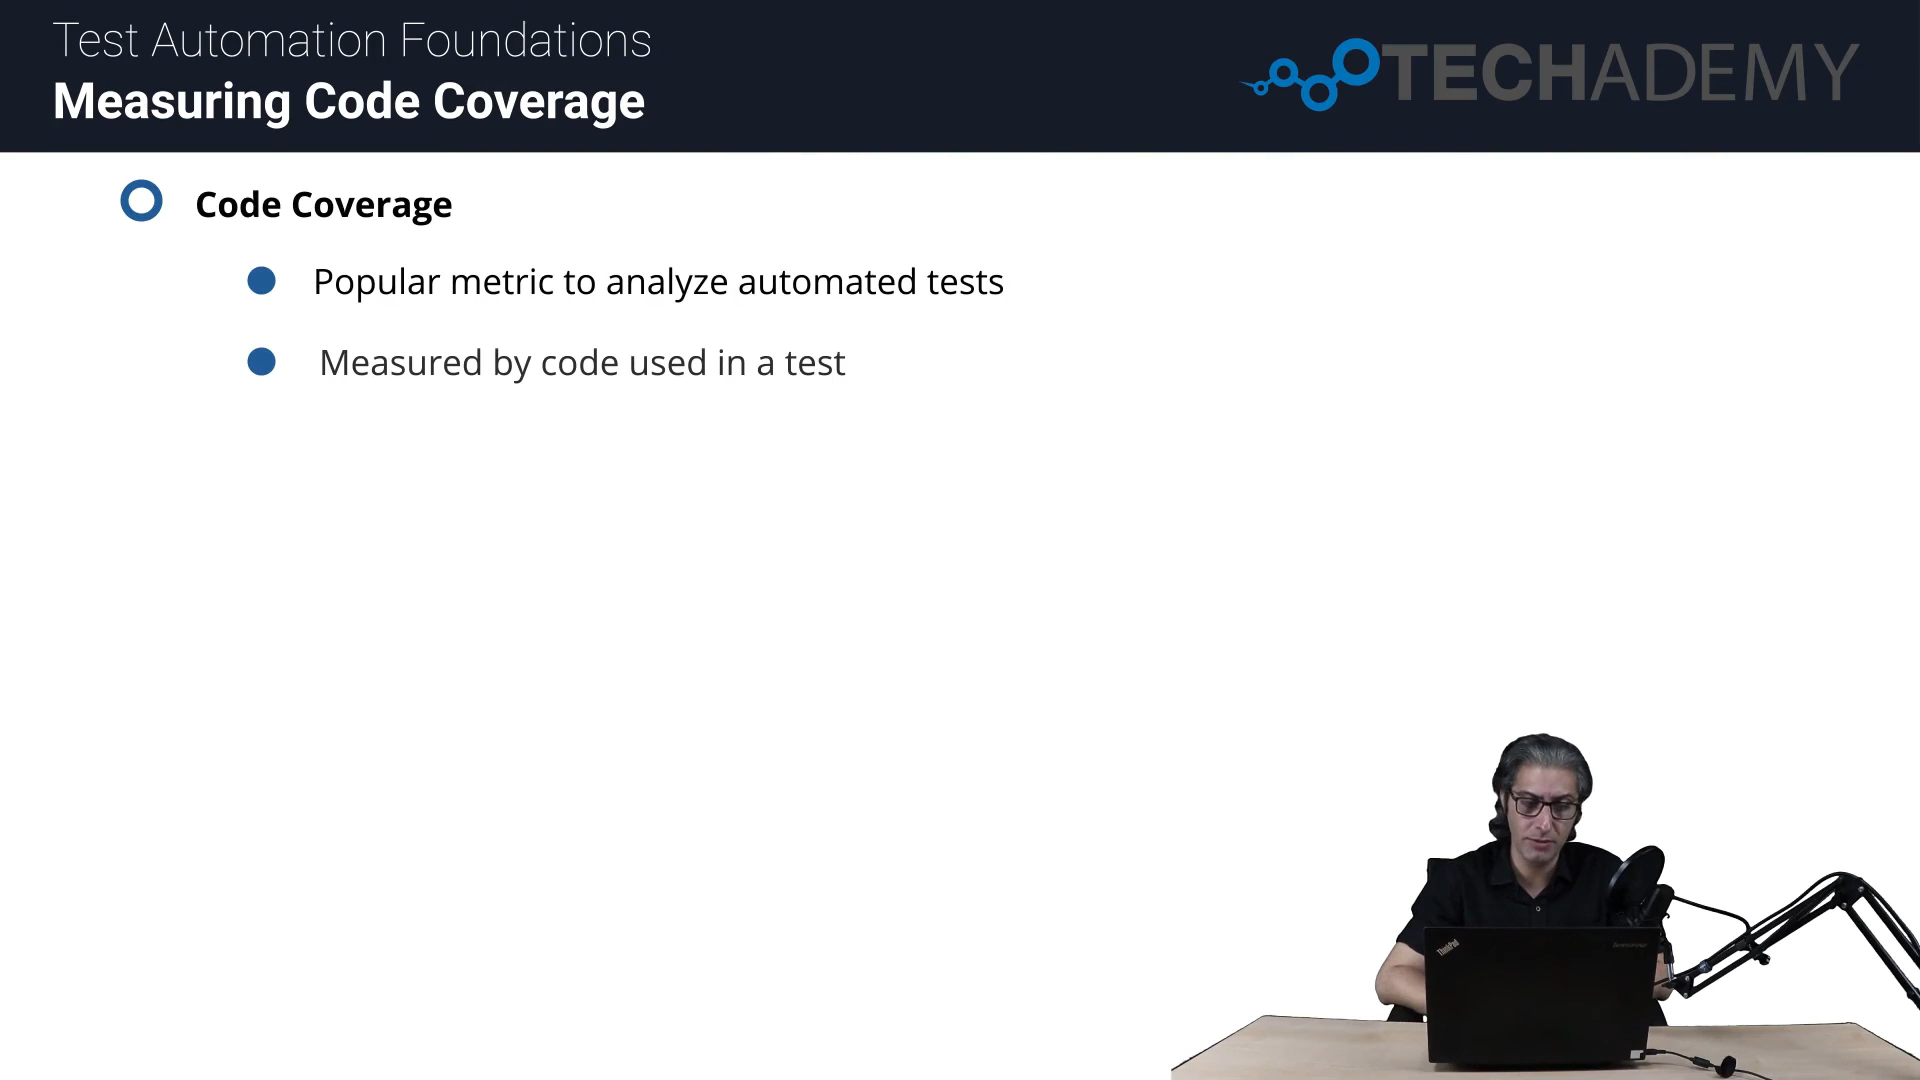 Test Automation Foundations
Measuring Code Coverage
TECHADEMY
Code Coverage
Popular metric to analyze automated tests
Measured by code used in a test
ThinkPad